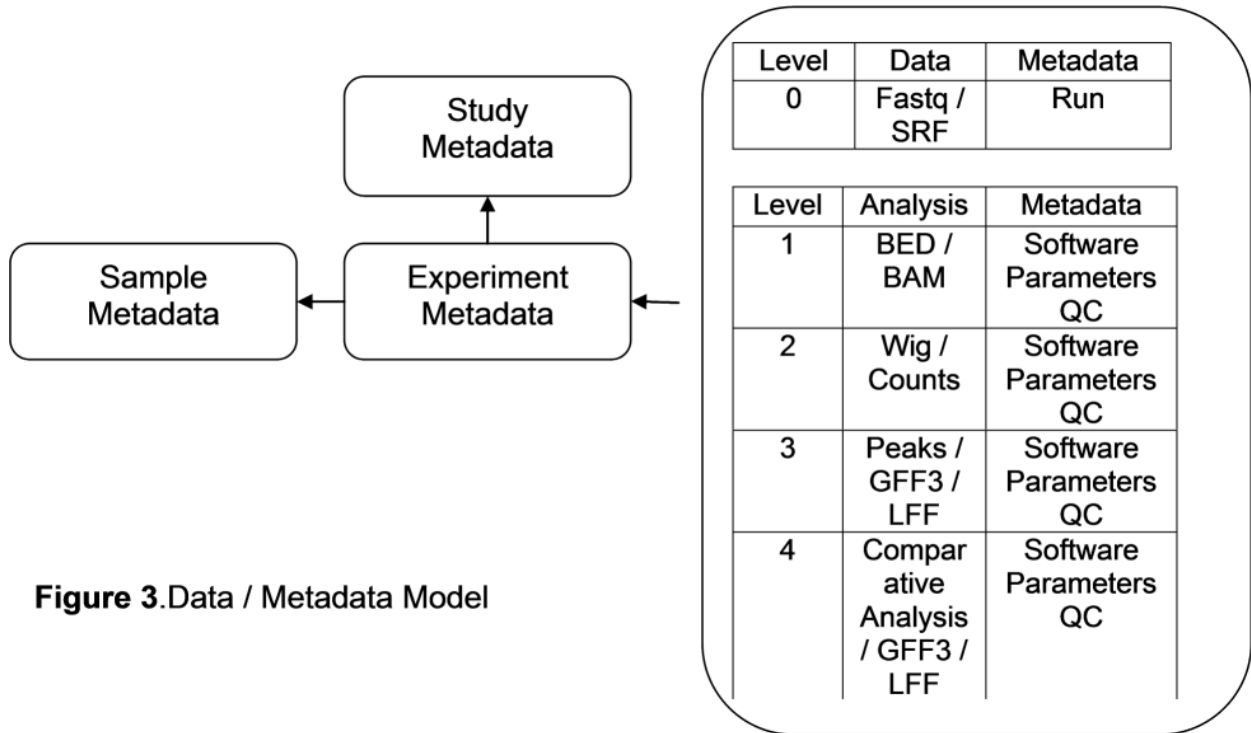 Study
Metadata
Sample
Metadata
Experiment
Metadata
Figure 3.Data / Metadata Model
Level Data Metadata
0 Fastq / Run
SRF
Level Analysis Metadata
1 BED / Software
BAM Parameters
QC
2 Wig / Software
Counts Parameters
QC
3 Peaks / Software
GFF3 / Parameters
LFF QC
4 Compar Software
ative Parameters
Analysis QC
/ GFF3 /
LFF